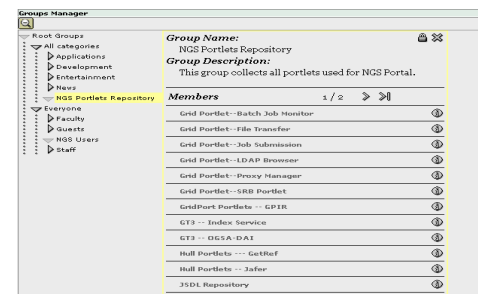 Groups Manager
Root Groups
All categories
Applications
Development
Entertainment
News
NGS Portlets Repository
Everyone
Faculty
Guests
NGS Users
Staff
Group Name:
NGS Portlets Repository
Group Description:
This group collects all portlets used for NGS Portal.
Members 1 / 2
Grid Portlet--Batch Job Monitor
Grid Portlet--File Transfer
Grid Portlet--Job Submission
Grid Portlet--LDAP Browser
Grid Portlet--Proxy Manager
Grid Portlet--SRB Portlet
GridPort Portlets -- GPIR
GT3 -- Index Service
GT3 -- OGSA-DAI
Hull Portlets --- GetRef
Hull Portlets -- Jafer
JSDL Repository